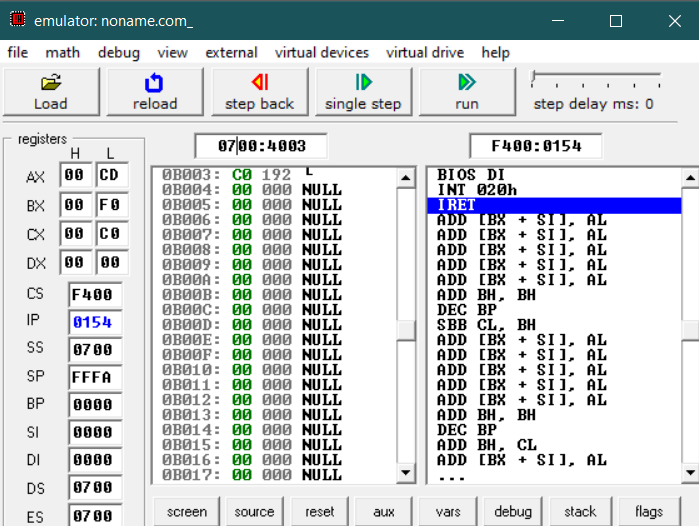 emulator: noname.com_
file math debug view external virtual devices virtual drive help
Load reload step back single step run step delay ms: 0
registers
H L
AX 00 CD
BX 00 F0
CX 00 C0
DX 00 00
CS F400
IP 0154
SS 0700
SP FFFA
BP 0000
SI 0000
DI 0000
DS 0700
ES 0700
0700:4003
0B003: C0 192 └
0B004: 00 000 NULL
0B005: 00 000 NULL
0B006: 00 000 NULL
0B007: 00 000 NULL
0B008: 00 000 NULL
0B009: 00 000 NULL
0B00A: 00 000 NULL
0B00B: 00 000 NULL
0B00C: 00 000 NULL
0B00D: 00 000 NULL
0B00E: 00 000 NULL
0B00F: 00 000 NULL
0B010: 00 000 NULL
0B011: 00 000 NULL
0B012: 00 000 NULL
0B013: 00 000 NULL
0B014: 00 000 NULL
0B015: 00 000 NULL
0B016: 00 000 NULL
0B017: 00 000 NULL
F400:0154
BIOS DI
INT 020h
IRET
ADD [BX + SI], AL
ADD [BX + SI], AL
ADD [BX + SI], AL
ADD [BX + SI], AL
ADD [BX + SI], AL
ADD BH, BH
DEC BP
SBB CL, BH
ADD [BX + SI], AL
ADD [BX + SI], AL
ADD [BX + SI], AL
ADD [BX + SI], AL
ADD [BX + SI], AL
ADD BH, BH
DEC BP
ADD BH, CL
ADD [BX + SI], AL
...
screen source reset aux vars debug stack flags